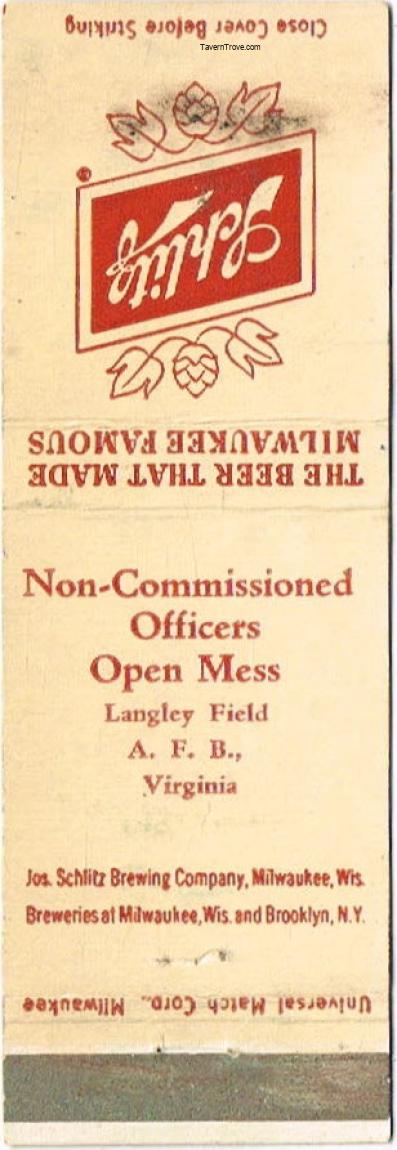 Close Cover Before Striking
TavernTrove.com
Schlitz
®
THE BEER THAT MADE
MILWAUKEE FAMOUS
Non-Commissioned
Officers
Open Mess
Langley Field
A. F. B.,
Virginia
Jos. Schlitz Brewing Company, Milwaukee, Wis.
Breweries at Milwaukee, Wis. and Brooklyn, N.Y.
Universal Match Corp., Milwaukee